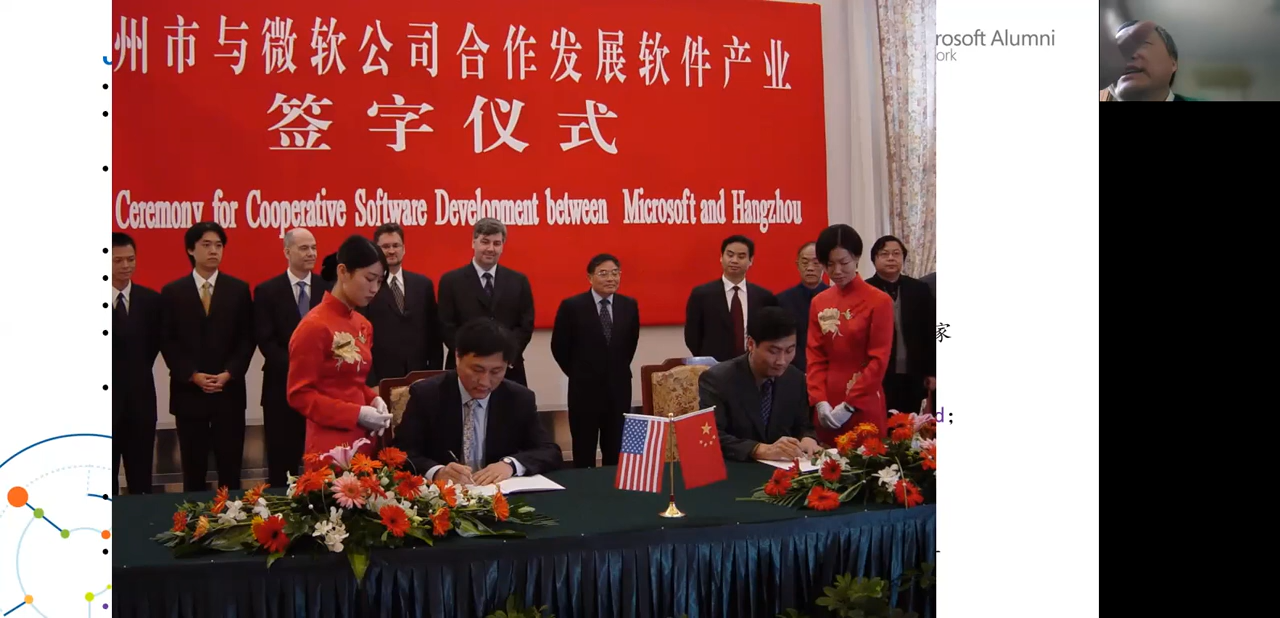 州市与微软公司合作发展软件产业
签字仪式
Ceremony for Cooperative Software Development between Microsoft and Hangzhou
rosoft Alumni
ork
家
d;